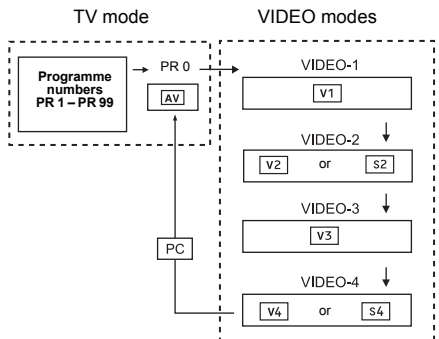 TV mode
VIDEO modes
Programme
numbers
PR 1 – PR 99
PR 0
AV
VIDEO-1
V1
VIDEO-2
V2 or S2
VIDEO-3
V3
PC
VIDEO-4
V4 or S4